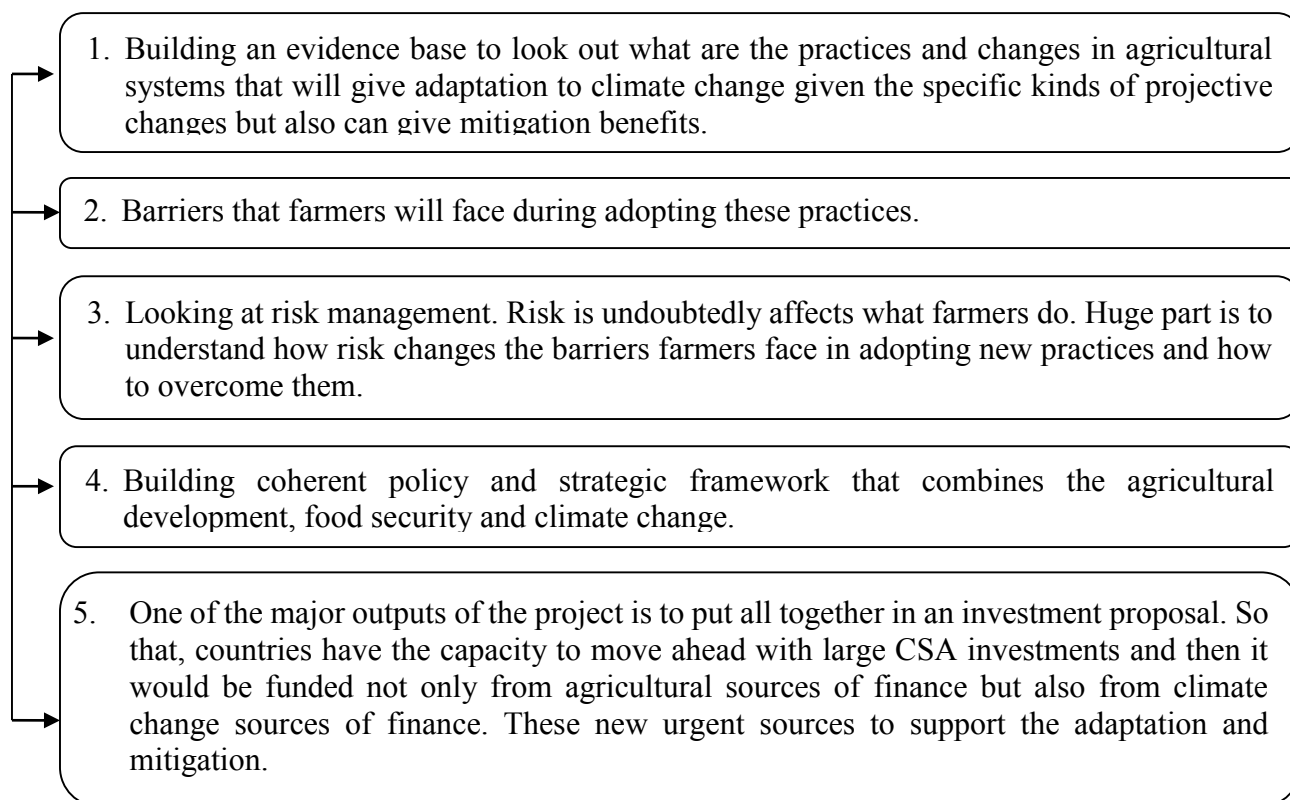 1. Building an evidence base to look out what are the practices and changes in agricultural
systems that will give adaptation to climate change given the specific kinds of projective
changes but also can give mitigation benefits.
2. Barriers that farmers will face during adopting these practices.
3. Looking at risk management. Risk is undoubtedly affects what farmers do. Huge part is to
understand how risk changes the barriers farmers face in adopting new practices and how
to overcome them.
4. Building coherent policy and strategic framework that combines the agricultural
development, food security and climate change.
5. One of the major outputs of the project is to put all together in an investment proposal. So
that, countries have the capacity to move ahead with large CSA investments and then it
would be funded not only from agricultural sources of finance but also from climate
change sources of finance. These new urgent sources to support the adaptation and
mitigation.